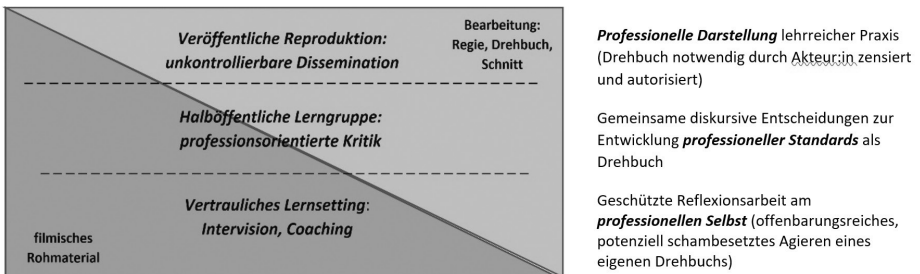 Veröffentliche Reproduktion:
unkontrollierbare Dissemination
Bearbeitung:
Regie, Drehbuch,
Schnitt
Halböffentliche Lerngruppe:
professionsorientierte Kritik
Vertrauliches Lernsetting:
Intervision, Coaching
filmisches
Rohmaterial
Professionelle Darstellung lehrreicher Praxis
(Drehbuch notwendig durch Akteur:in zensiert
und autorisiert)
Gemeinsame diskursive Entscheidungen zur
Entwicklung professioneller Standards als
Drehbuch
Geschützte Reflexionsarbeit am
professionellen Selbst (offenbarungsreiches,
potenziell schambesetztes Agieren eines
eigenen Drehbuchs)